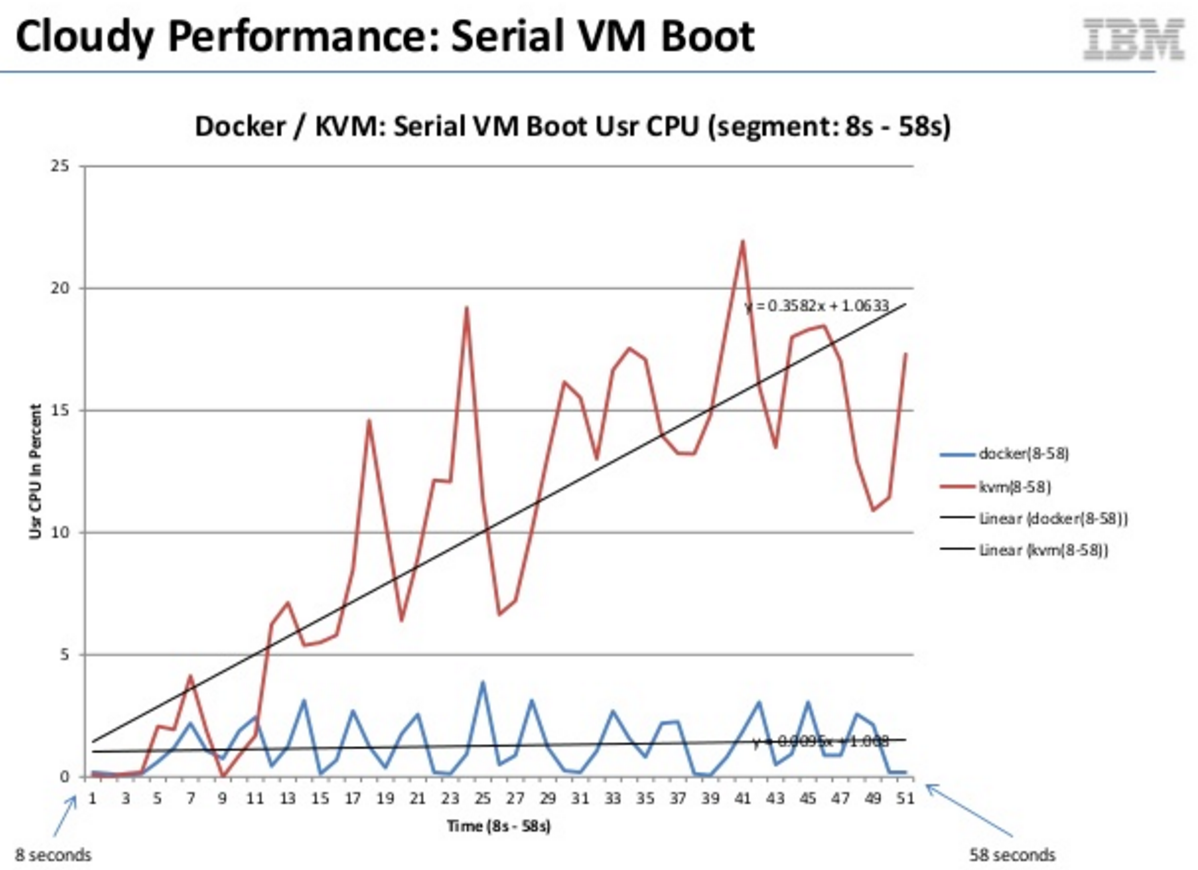 Cloudy Performance: Serial VM Boot
IBM
Docker / KVM: Serial VM Boot Usr CPU (segment: 8s - 58s)
25
20
15
10
5
0
Usr CPU In Percent
y = 0.3582x + 1.0633
y = 0.0095x + 1.008
docker(8-58)
kvm(8-58)
Linear (docker(8-58))
Linear (kvm(8-58))
1 3 5 7 9 11 13 15 17 19 21 23 25 27 29 31 33 35 37 39 41 43 45 47 49 51
Time (8s - 58s)
8 seconds
58 seconds